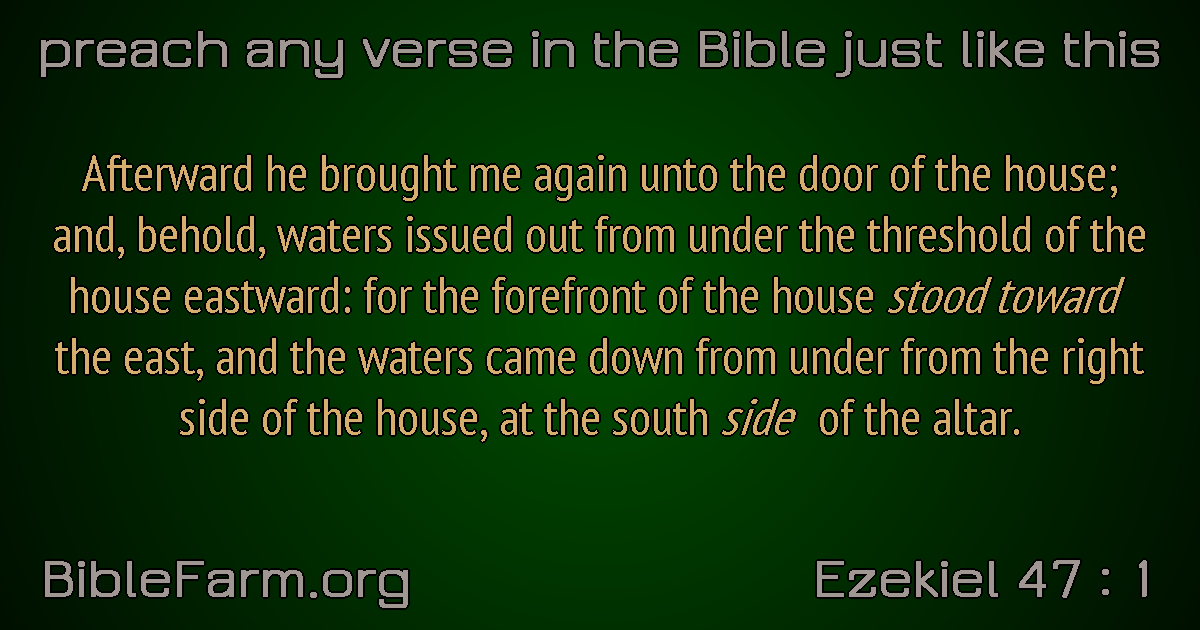 preach any verse in the Bible just like this
Afterward he brought me again unto the door of the house;
and, behold, waters issued out from under the threshold of the
house eastward: for the forefront of the house stood toward
the east, and the waters came down from under from the right
side of the house, at the south side of the altar.
BibleFarm.org
Ezekiel 47 : 1